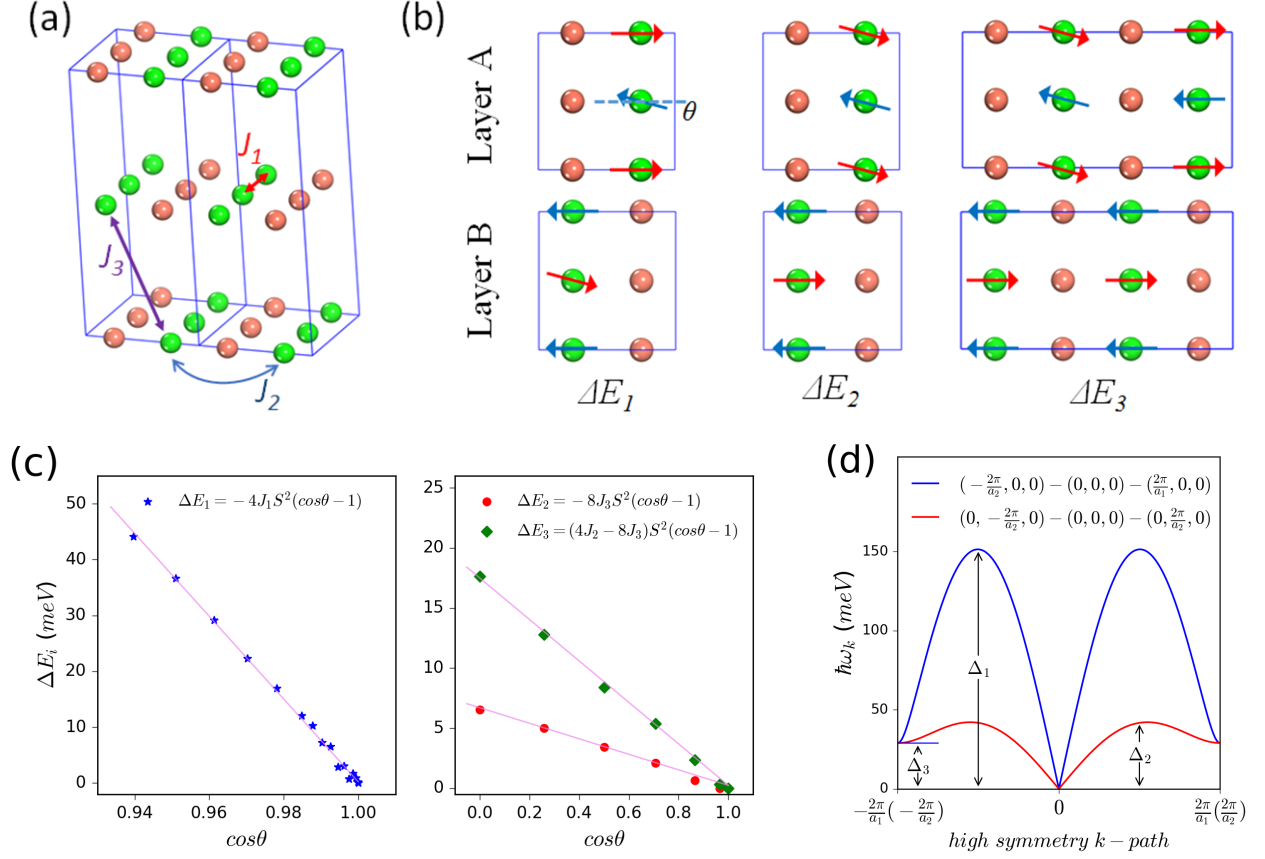 (a)
J1
J3
J2
(b)
Layer A
θ
Layer B
ΔE1
ΔE2
ΔE3
(c)
ΔEi (meV)
50
40
30
20
10
0
0.94
0.96
0.98
1.00
cosθ
ΔE₁ = −4J₁S²(cosθ−1)
25
20
15
10
5
0
0.0
0.2
0.4
0.6
0.8
1.0
cosθ
ΔE₂ = −8J₃S²(cosθ−1)
ΔE₃ = (4J₂−8J₃)S²(cosθ−1)
(d)
ħωk (meV)
150
100
50
0
(−2π/a₂, 0, 0) − (0, 0, 0) − (2π/a₁, 0, 0)
(0, −2π/a₂, 0) − (0, 0, 0) − (0, 2π/a₂, 0)
Δ₁
Δ₂
Δ₃
−2π/a₁(−2π/a₂)
0
2π/a₁(2π/a₂)
high symmetry k−path